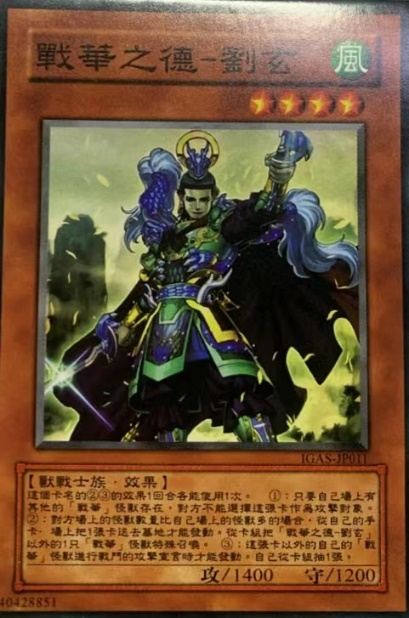 戰華之德-劉玄
風
IGAS-JP011
【獸戰士族·效果】
這個卡名的②③的效果1回合各能使用1次。 ①:只要自己場上有
其他的「戰華」怪獸存在,對方不能選擇這張卡作爲攻擊對象。
②:對方場上的怪獸數量比自己場上的怪獸多的場合,從自己的手
卡、場上把1張卡送去墓地才能發動。從卡組把「戰華之德-劉玄」
以外的1只「戰華」怪獸特殊召喚。 ③:這張卡以外的自己的「戰
華」怪獸進行戰鬥的攻擊宣言時才能發動。自己從卡組抽1張。
攻/1400 守/1200
40428851